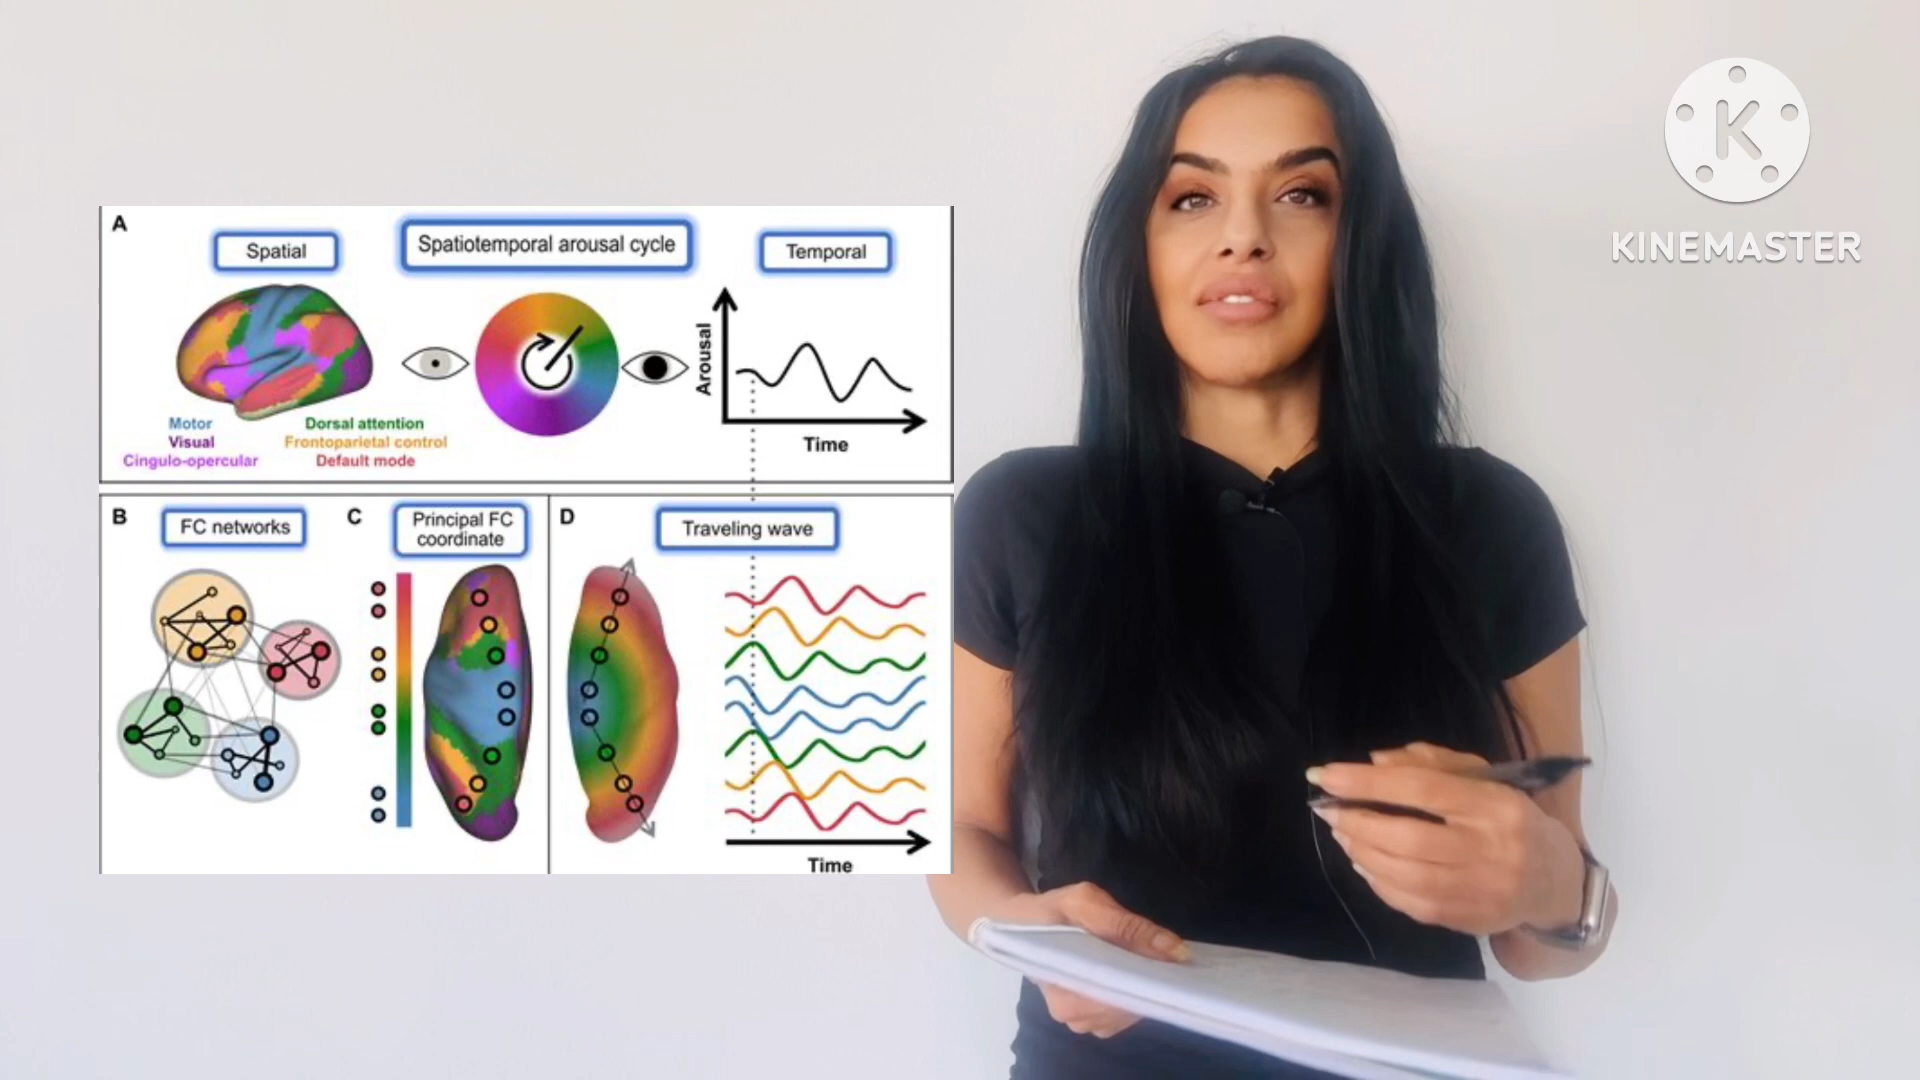 A
Spatial
Spatiotemporal arousal cycle
Temporal
Arousal
Time
Motor
Visual
Cingulo-opercular
Dorsal attention
Frontoparietal control
Default mode
B
FC networks
C
Principal FC
coordinate
D
Traveling wave
Time
K
KINEMASTER